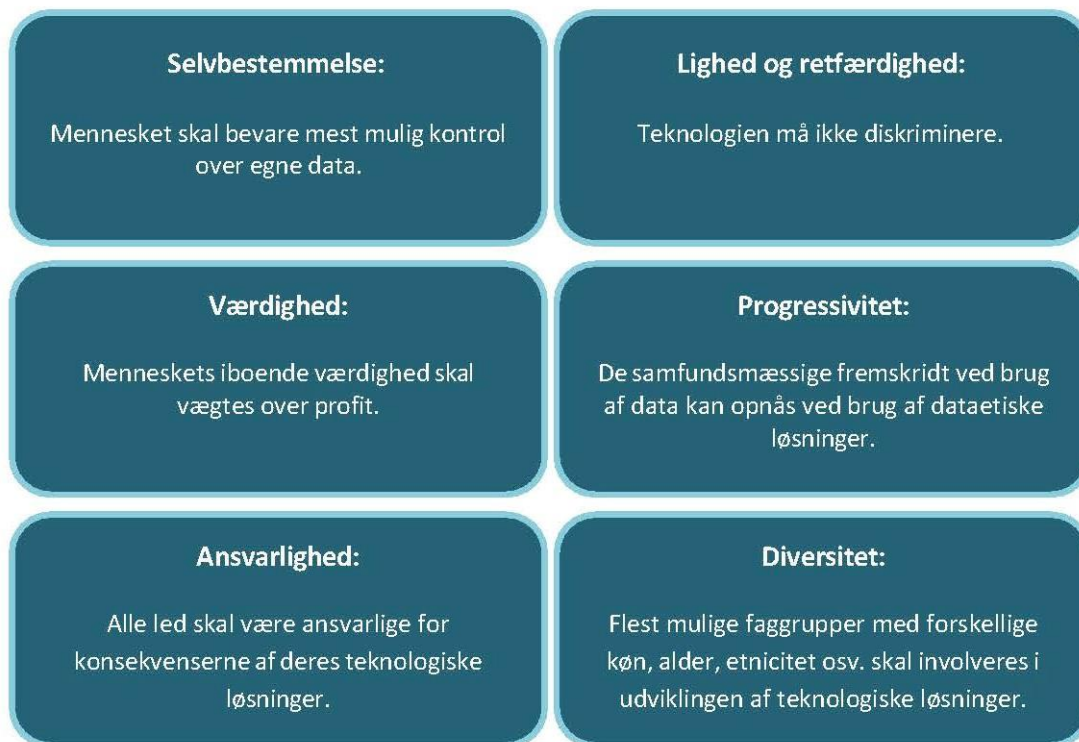 Selvbestemmelse:
Mennesket skal bevare mest mulig kontrol
over egne data.
Lighed og retfærdighed:
Teknologien må ikke diskriminere.
Værdighed:
Menneskets iboende værdighed skal
vægtes over profit.
Progressivitet:
De samfundsmæssige fremskridt ved brug
af data kan opnås ved brug af dataetiske
løsninger.
Ansvarlighed:
Alle led skal være ansvarlige for
konsekvenserne af deres teknologiske
løsninger.
Diversitet:
Flest mulige faggrupper med forskellige
køn, alder, etnicitet osv. skal involveres i
udviklingen af teknologiske løsninger.